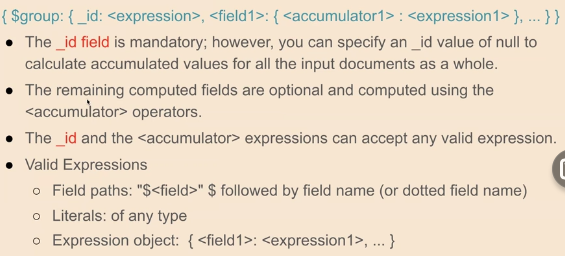 { $group: { _id: <expression>, <field1>: { <accumulator1> : <expression1> }, ... } }
● The _id field is mandatory; however, you can specify an _id value of null to
calculate accumulated values for all the input documents as a whole.
● The remaining computed fields are optional and computed using the
<accumulator> operators.
● The _id and the <accumulator> expressions can accept any valid expression.
● Valid Expressions
○ Field paths: "$<field>" $ followed by field name (or dotted field name)
○ Literals: of any type
○ Expression object: { <field1>: <expression1>, ... }